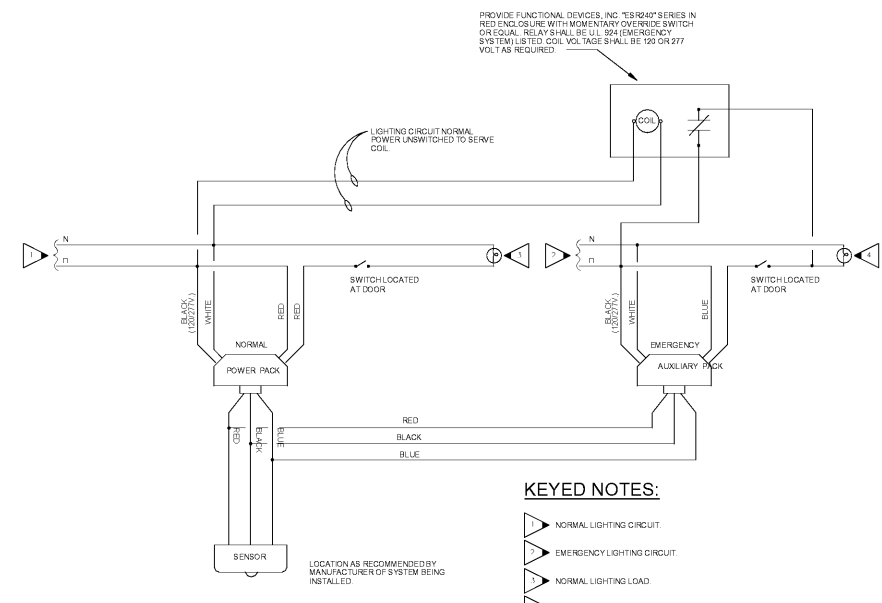 PROVIDE FUNCTIONAL DEVICES, INC. "ESR240" SERIES IN
RED ENCLOSURE WITH MOMENTARY OVERRIDE SWITCH
OR EQUAL. RELAY SHALL BE U.L. 924 (EMERGENCY
SYSTEM) LISTED. COIL VOLTAGE SHALL BE 120 OR 277
VOLT AS REQUIRED.
COIL
LIGHTING CIRCUIT NORMAL
POWER UNSWITCHED TO SERVE
COIL.
1
N
3
2
N
4
SWITCH LOCATED
AT DOOR
SWITCH LOCATED
AT DOOR
BLACK
(120/277V.)
WHITE
RED
RED
BLACK
(120/277V.)
WHITE
BLUE
NORMAL
POWER PACK
EMERGENCY
AUXILIARY PACK
RED
BLACK
BLUE
RED
BLACK
BLUE
SENSOR
LOCATION AS RECOMMENDED BY
MANUFACTURER OF SYSTEM BEING
INSTALLED.
KEYED NOTES:
1 NORMAL LIGHTING CIRCUIT.
2 EMERGENCY LIGHTING CIRCUIT.
3 NORMAL LIGHTING LOAD.